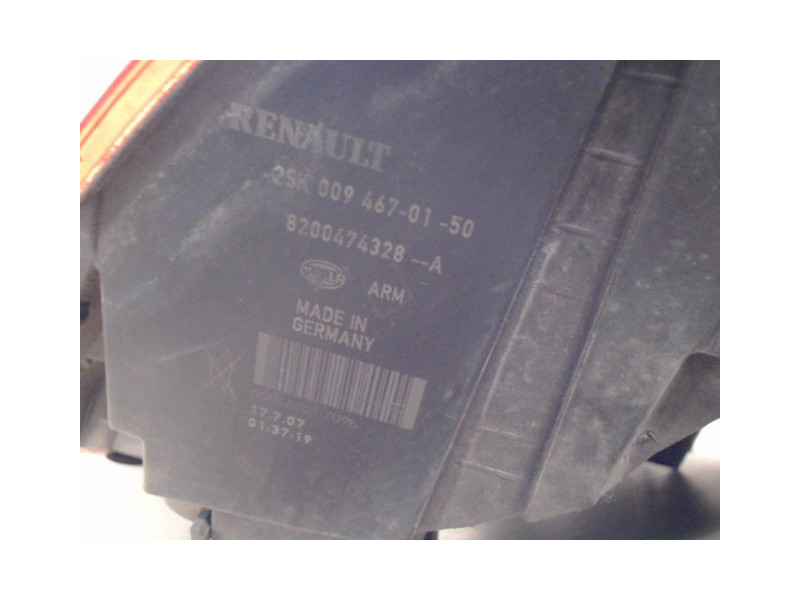 RENAULT
2SK 009 467-01-50
8200474328--A
ARM
MADE IN
GERMANY
17.7.07
01:37:19